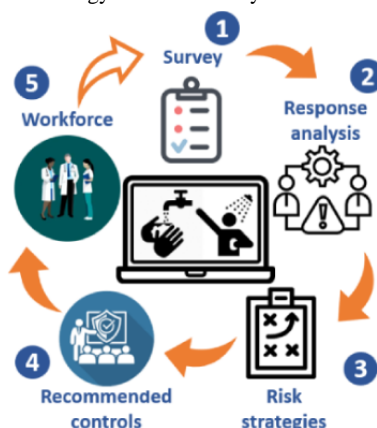 1
Survey
2
Response
analysis
3
Risk
strategies
4
Recommended
controls
5
Workforce